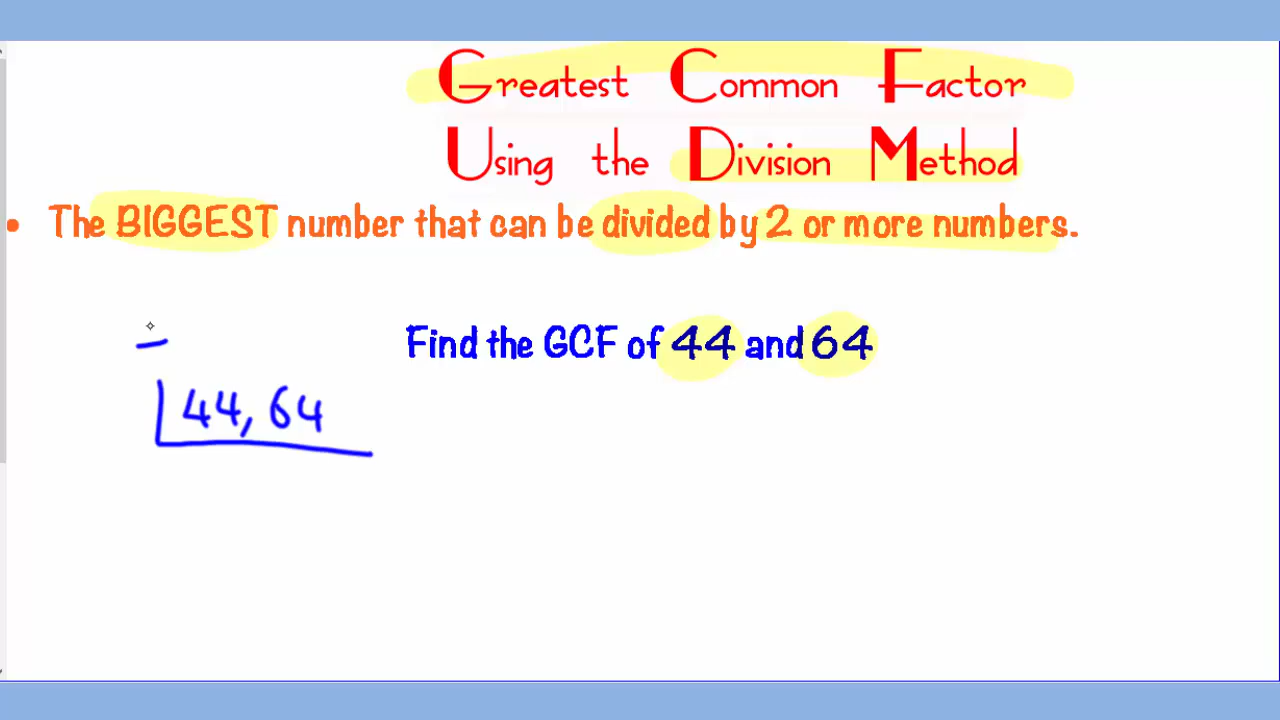 Greatest Common Factor
Using the Division Method
• The BIGGEST number that can be divided by 2 or more numbers.
Find the GCF of 44 and 64
44, 64